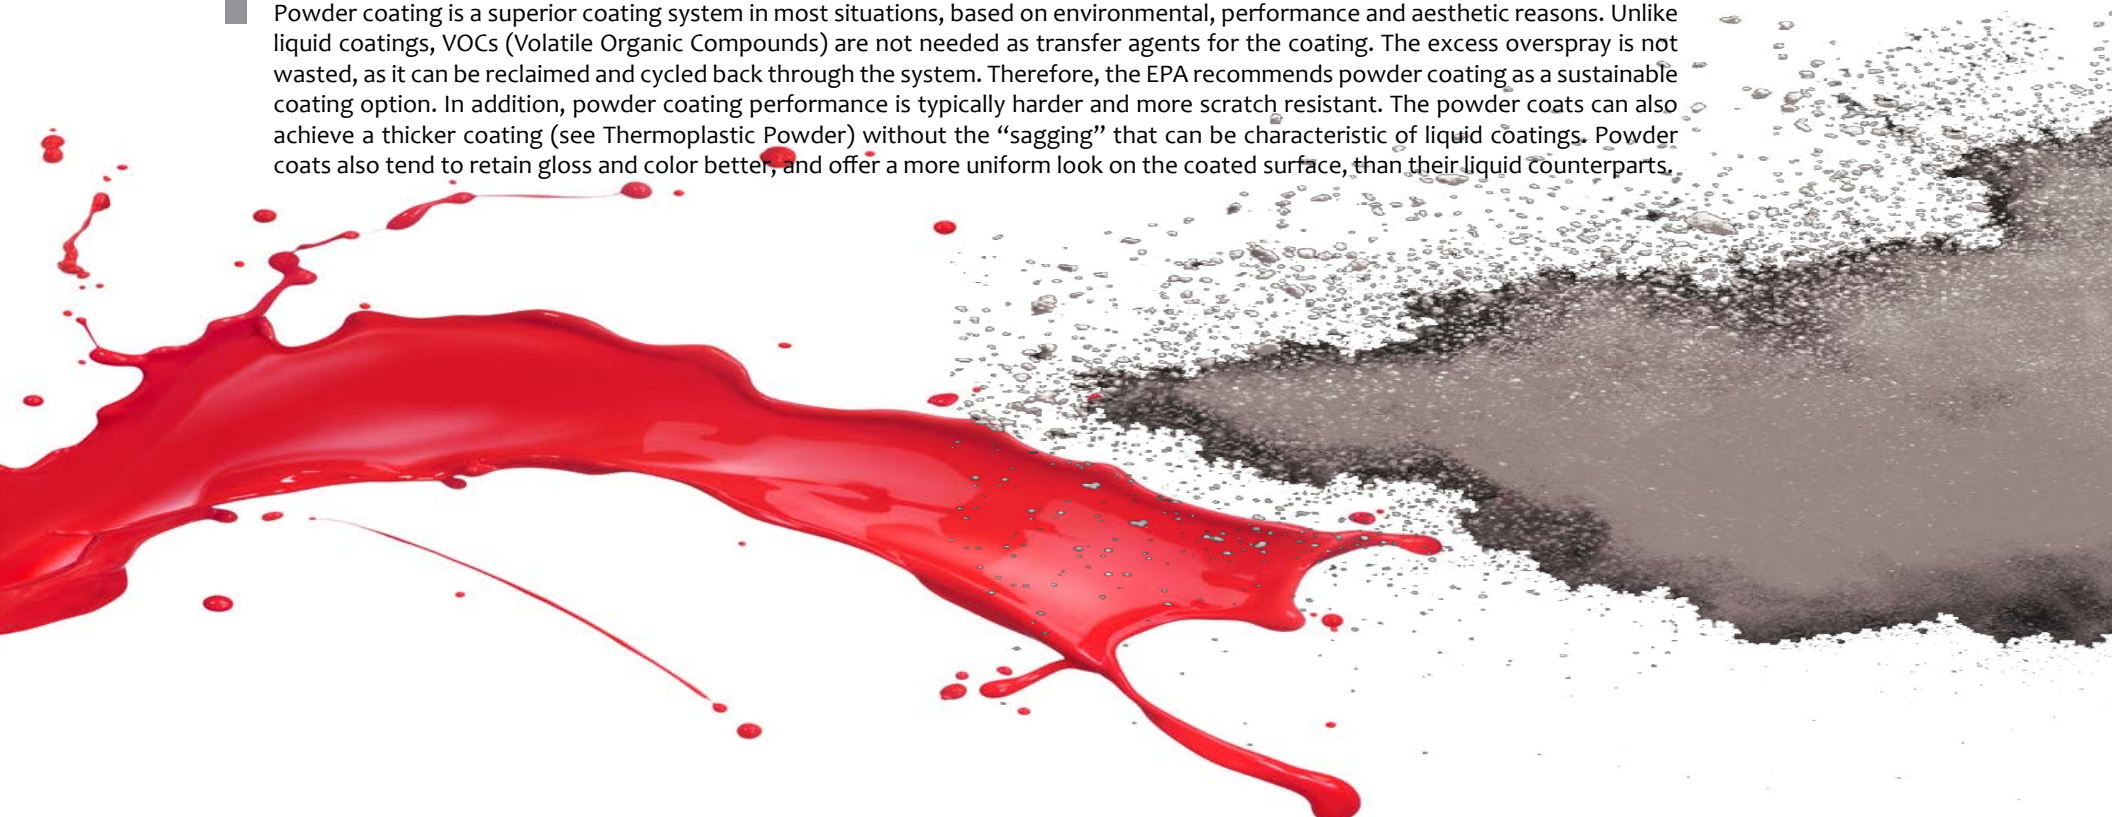 Powder coating is a superior coating system in most situations, based on environmental, performance and aesthetic reasons. Unlike
liquid coatings, VOCs (Volatile Organic Compounds) are not needed as transfer agents for the coating. The excess overspray is not
wasted, as it can be reclaimed and cycled back through the system. Therefore, the EPA recommends powder coating as a sustainable
coating option. In addition, powder coating performance is typically harder and more scratch resistant. The powder coats can also
achieve a thicker coating (see Thermoplastic Powder) without the “sagging” that can be characteristic of liquid coatings. Powder
coats also tend to retain gloss and color better, and offer a more uniform look on the coated surface, than their liquid counterparts.